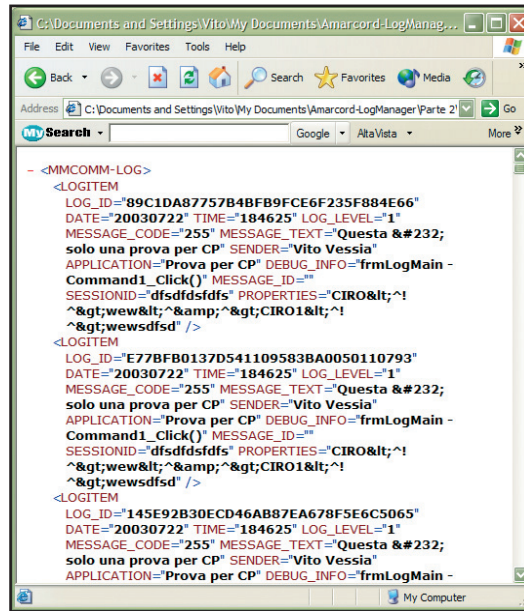 C:\Documents and Settings\Vito\My Documents\Amarcord-LogManag...
File Edit View Favorites Tools Help »
Back Search Favorites Media
Address C:\Documents and Settings\Vito\My Documents\Amarcord-LogManager\Parte 2\ Go
My Search Google AltaVista More »
- <MMCOMM-LOG>
<LOGITEM
LOG_ID="89C1DA87757B4BFB9FCE6F235F884E66"
DATE="20030722" TIME="184625" LOG_LEVEL="1"
MESSAGE_CODE="255" MESSAGE_TEXT="Questa &#232;
solo una prova per CP" SENDER="Vito Vessia"
APPLICATION="Prova per CP" DEBUG_INFO="frmLogMain -
Command1_Click()" MESSAGE_ID=""
SESSIONID="dfsdfdsfdfs" PROPERTIES="CIRO&lt;^!
^&gt;wew&lt;^&amp;^&gt;CIRO1&lt;^!
^&gt;wewsdfsd" />
<LOGITEM
LOG_ID="E77BFB0137D541109583BA0050110793"
DATE="20030722" TIME="184625" LOG_LEVEL="1"
MESSAGE_CODE="255" MESSAGE_TEXT="Questa &#232;
solo una prova per CP" SENDER="Vito Vessia"
APPLICATION="Prova per CP" DEBUG_INFO="frmLogMain -
Command1_Click()" MESSAGE_ID=""
SESSIONID="dfsdfdsfdfs" PROPERTIES="CIRO&lt;^!
^&gt;wew&lt;^&amp;^&gt;CIRO1&lt;^!
^&gt;wewsdfsd" />
<LOGITEM
LOG_ID="145E92B30ECD46AB87EA678F5E6C5065"
DATE="20030722" TIME="184625" LOG_LEVEL="1"
MESSAGE_CODE="255" MESSAGE_TEXT="Questa &#232;
solo una prova per CP" SENDER="Vito Vessia"
APPLICATION="Prova per CP" DEBUG_INFO="frmLogMain -
My Computer